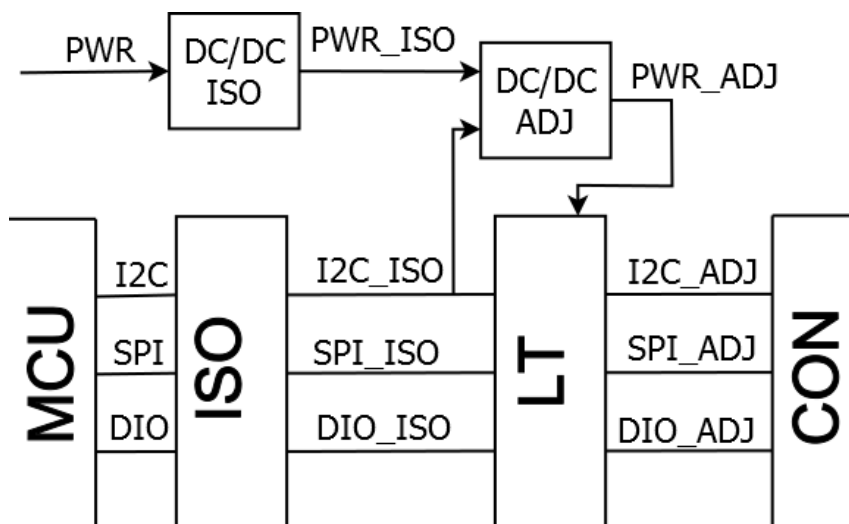 PWR
DC/DC
ISO
PWR_ISO
DC/DC
ADJ
PWR_ADJ
MCU
I2C
SPI
DIO
ISO
I2C_ISO
SPI_ISO
DIO_ISO
LT
I2C_ADJ
SPI_ADJ
DIO_ADJ
CON